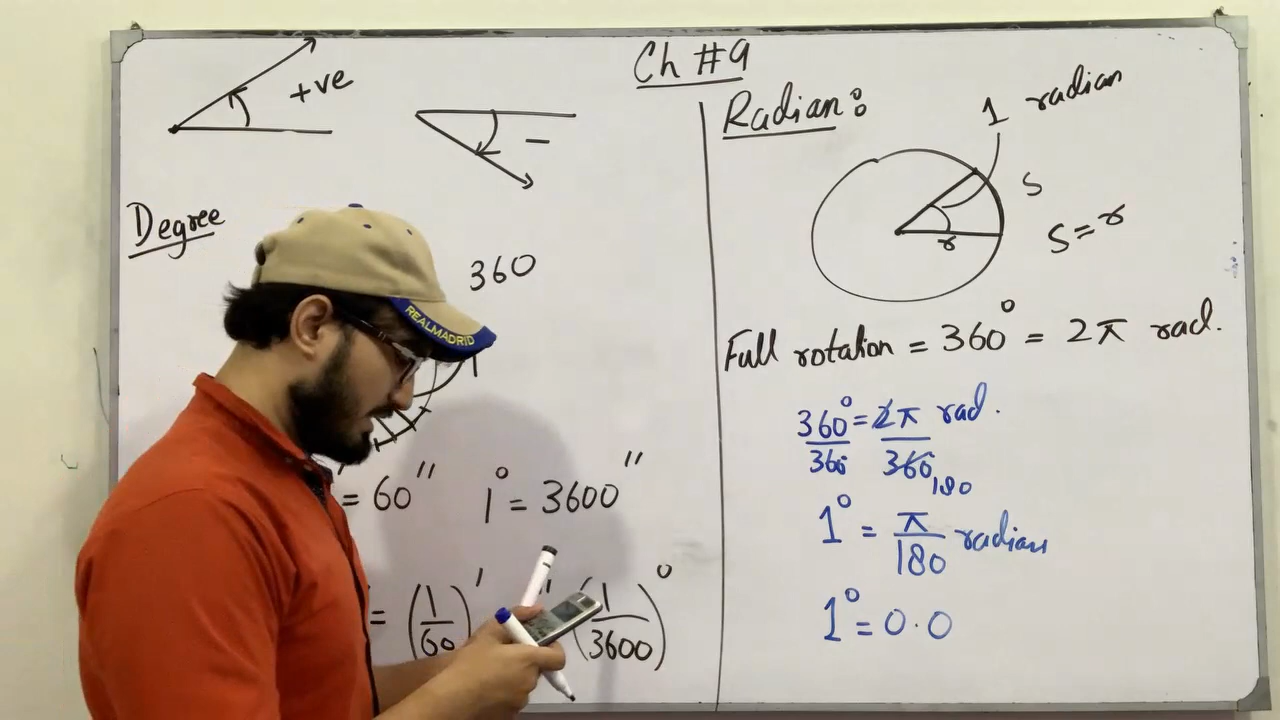 Ch #9
+ve
-
Degree
360
= 60″ 1° = 3600″
= (1/60)′ ″ (1/3600)°
REALMADRID
Radian:
1 radian
S
r
S = r
Full rotation = 360° = 2π rad.
360°/360 = 2π/360 rad.
180
1° = π/180 radian
1° = 0.0